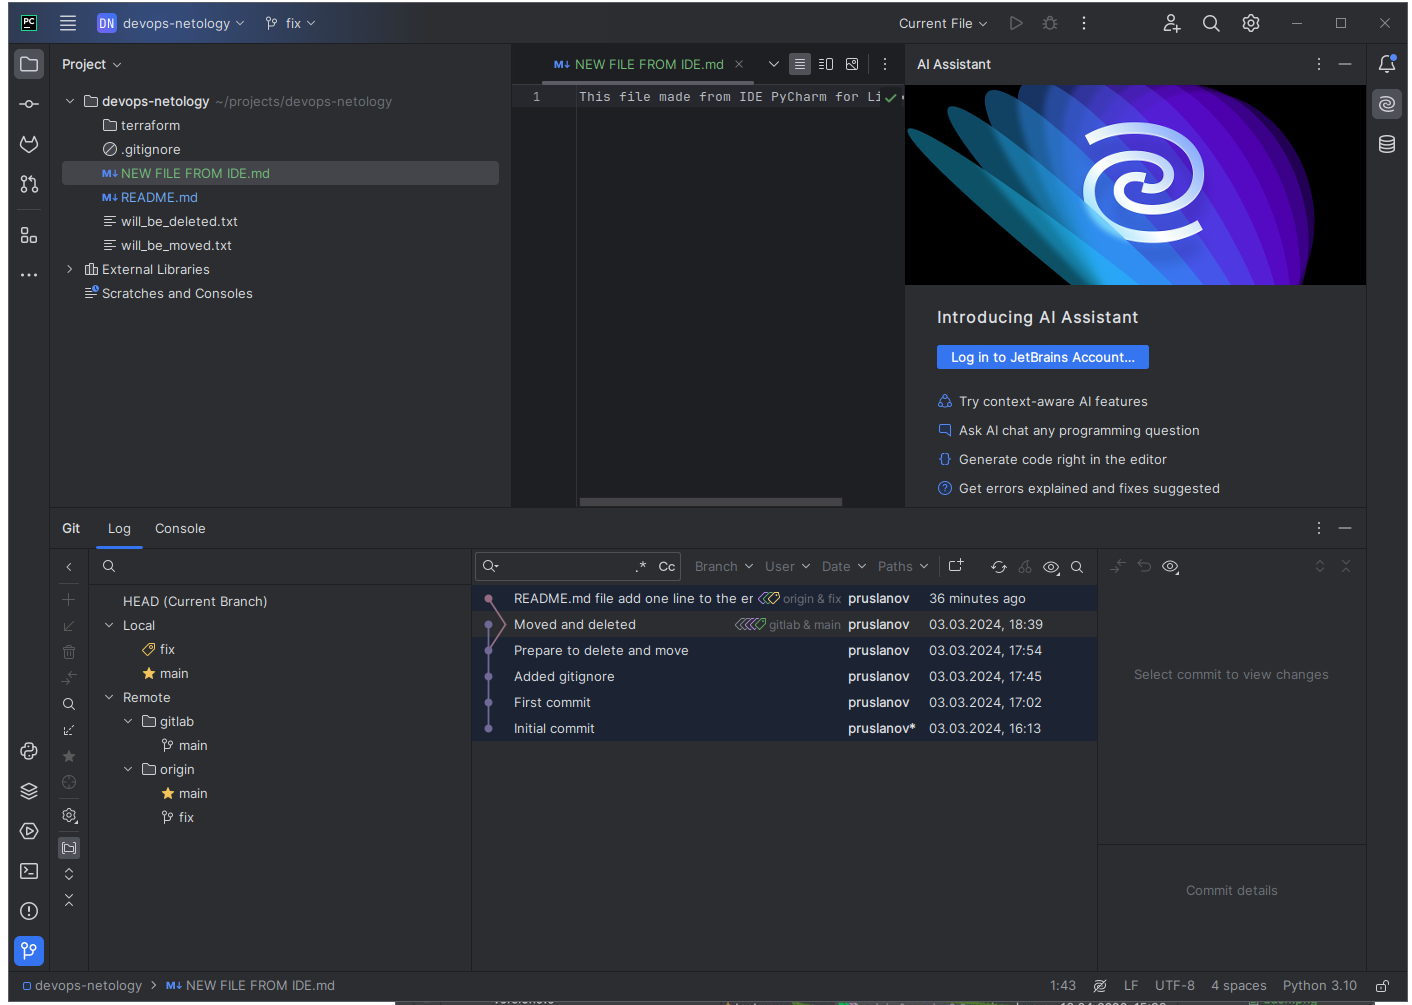 PC
DN devops-netology
fix
Current File
Project
NEW FILE FROM IDE.md
AI Assistant
devops-netology ~/projects/devops-netology
terraform
.gitignore
M↓ NEW FILE FROM IDE.md
M↓ README.md
will_be_deleted.txt
will_be_moved.txt
External Libraries
Scratches and Consoles
1 This file made from IDE PyCharm for Li
Introducing AI Assistant
Log in to JetBrains Account...
Try context-aware AI features
Ask AI chat any programming question
Generate code right in the editor
Get errors explained and fixes suggested
Git Log Console
HEAD (Current Branch)
Local
fix
main
Remote
gitlab
main
origin
main
fix
.* Cc Branch User Date Paths
README.md file add one line to the er origin & fix pruslanov 36 minutes ago
Moved and deleted gitlab & main pruslanov 03.03.2024, 18:39
Prepare to delete and move pruslanov 03.03.2024, 17:54
Added gitignore pruslanov 03.03.2024, 17:45
First commit pruslanov 03.03.2024, 17:02
Initial commit pruslanov* 03.03.2024, 16:13
Select commit to view changes
Commit details
devops-netology > M↓ NEW FILE FROM IDE.md
1:43 LF UTF-8 4 spaces Python 3.10